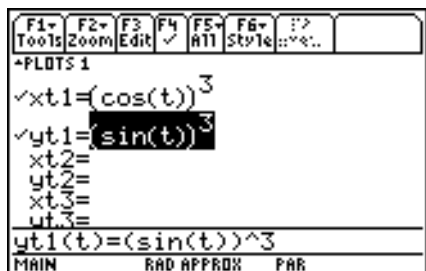 F1▾ F2▾ F3 F4 F5▾ F6▾
Tools Zoom Edit ✓ All Style
▴PLOTS 1
✓xt1=(cos(t))³
✓yt1=(sin(t))³
xt2=
yt2=
xt3=
yt3=
yt1(t)=(sin(t))^3
MAIN RAD APPROX PAR